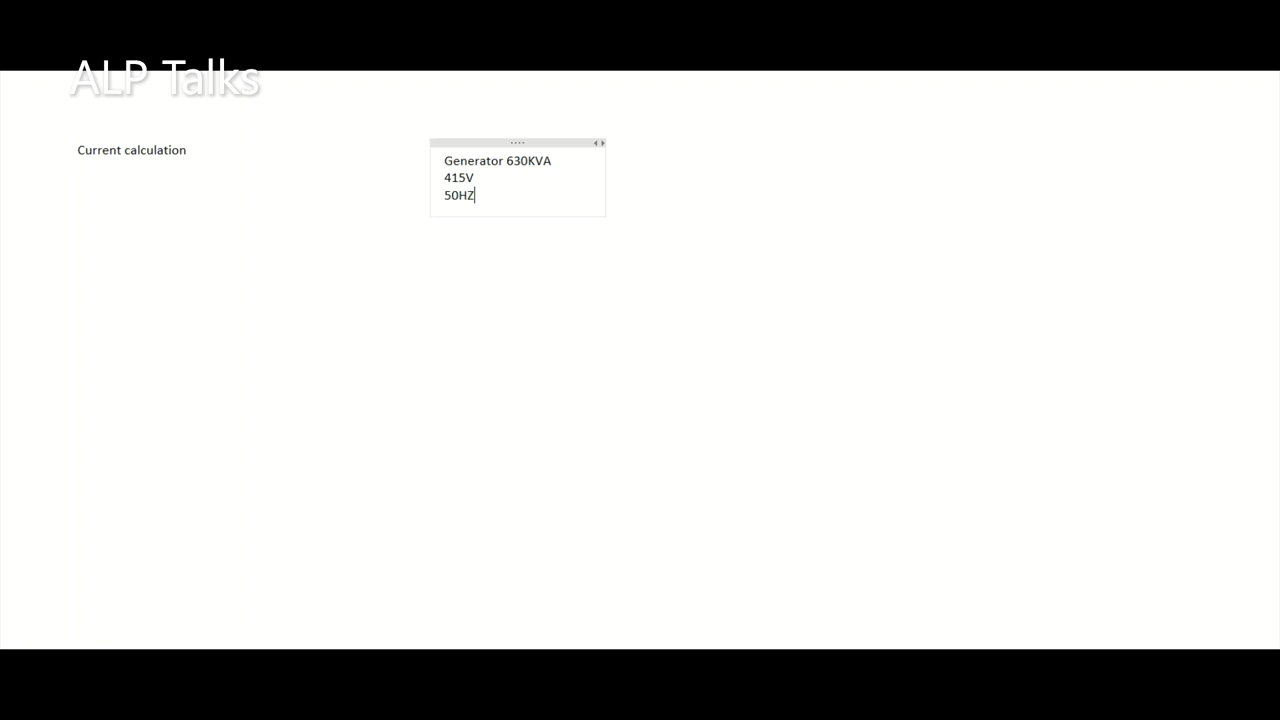 ALP Talks
Current calculation
Generator 630KVA
415V
50HZ